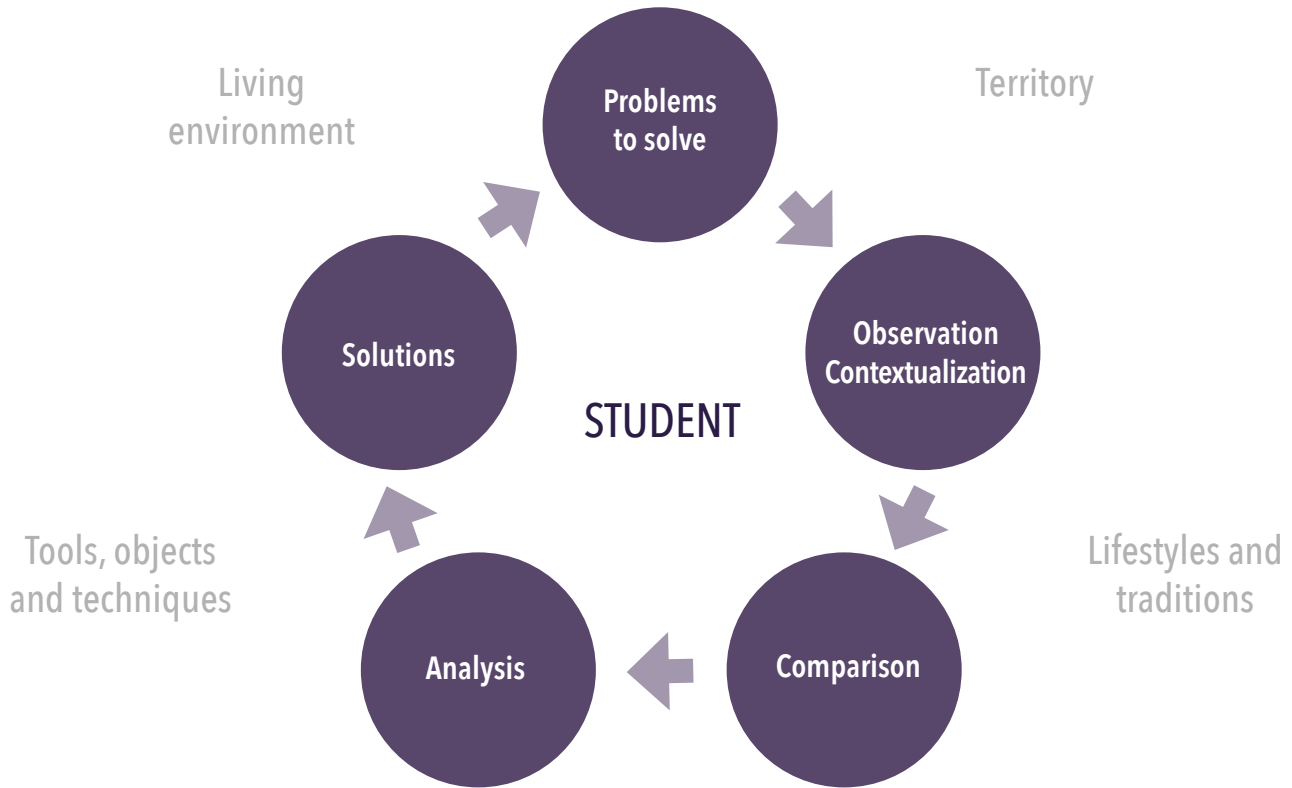 Living
environment
Problems
to solve
Territory
Solutions
Observation
Contextualization
STUDENT
Tools, objects
and techniques
Lifestyles and
traditions
Analysis
Comparison